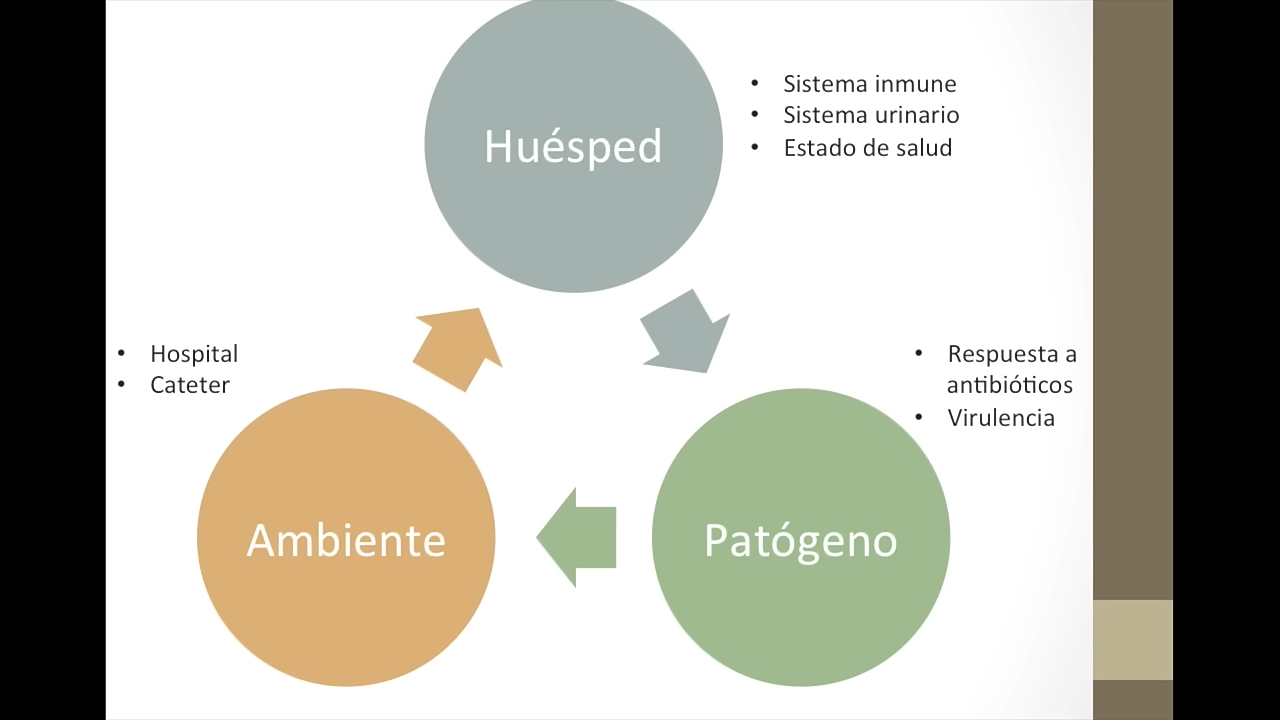 Huésped
• Sistema inmune
• Sistema urinario
• Estado de salud
• Hospital
• Cateter
• Respuesta a
antibióticos
• Virulencia
Ambiente
Patógeno